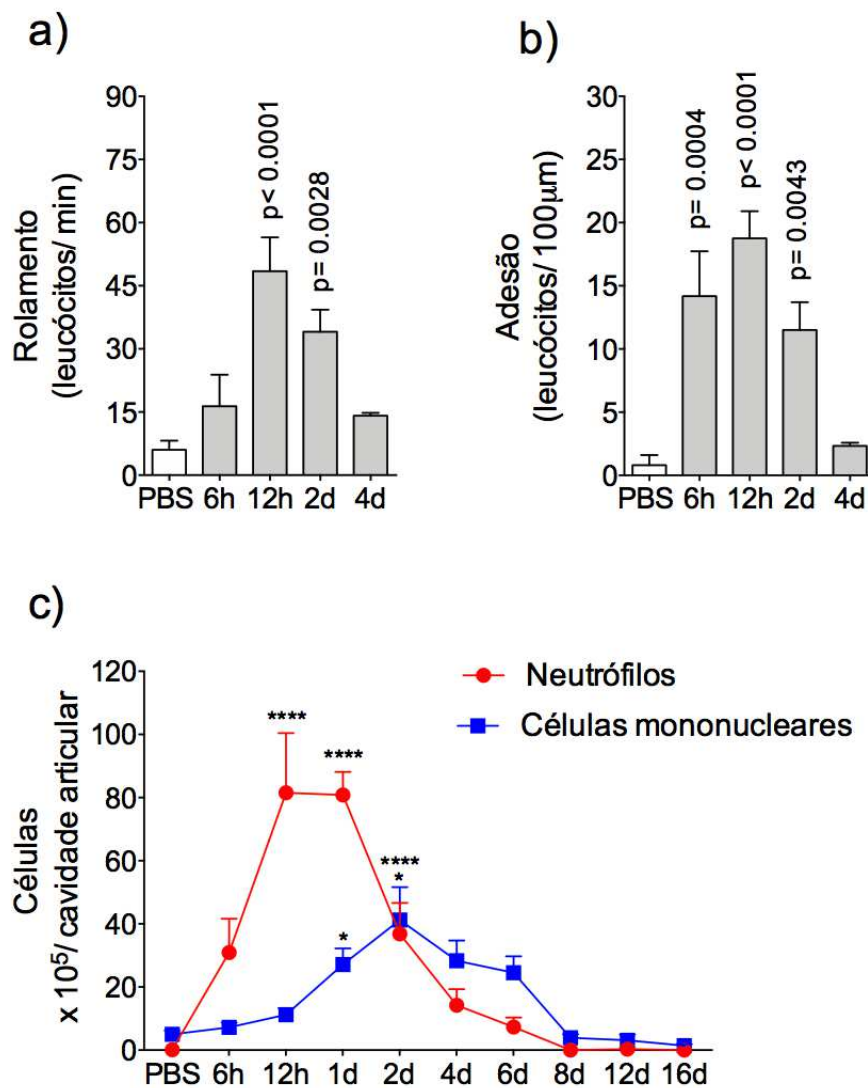 a)
Rolamento
(leucócitos/ min)
90
75
60
45
30
15
0
p< 0.0001
p= 0.0028
PBS 6h 12h 2d 4d
b)
Adesão
(leucócitos/ 100µm)
30
25
20
15
10
5
0
p= 0.0004
p< 0.0001
p= 0.0043
PBS 6h 12h 2d 4d
c)
Células
x 10⁵/ cavidade articular
120
100
80
60
40
20
0
****
****
****
*
*
Neutrófilos
Células mononucleares
PBS 6h 12h 1d 2d 4d 6d 8d 12d 16d